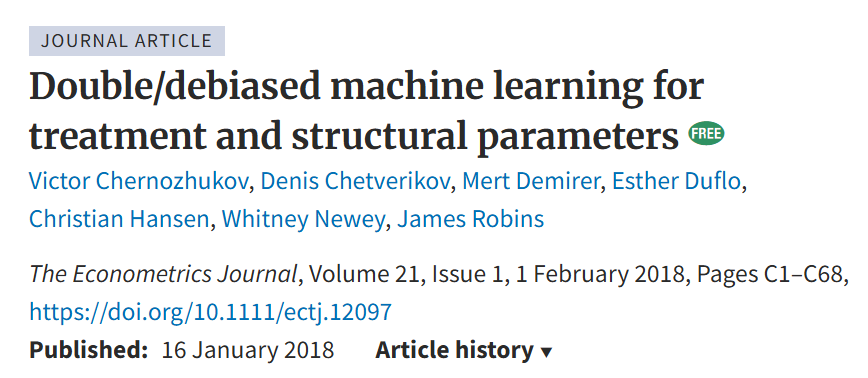 JOURNAL ARTICLE
Double/debiased machine learning for
treatment and structural parameters FREE
Victor Chernozhukov, Denis Chetverikov, Mert Demirer, Esther Duflo,
Christian Hansen, Whitney Newey, James Robins
The Econometrics Journal, Volume 21, Issue 1, 1 February 2018, Pages C1–C68,
https://doi.org/10.1111/ectj.12097
Published: 16 January 2018 Article history ▼